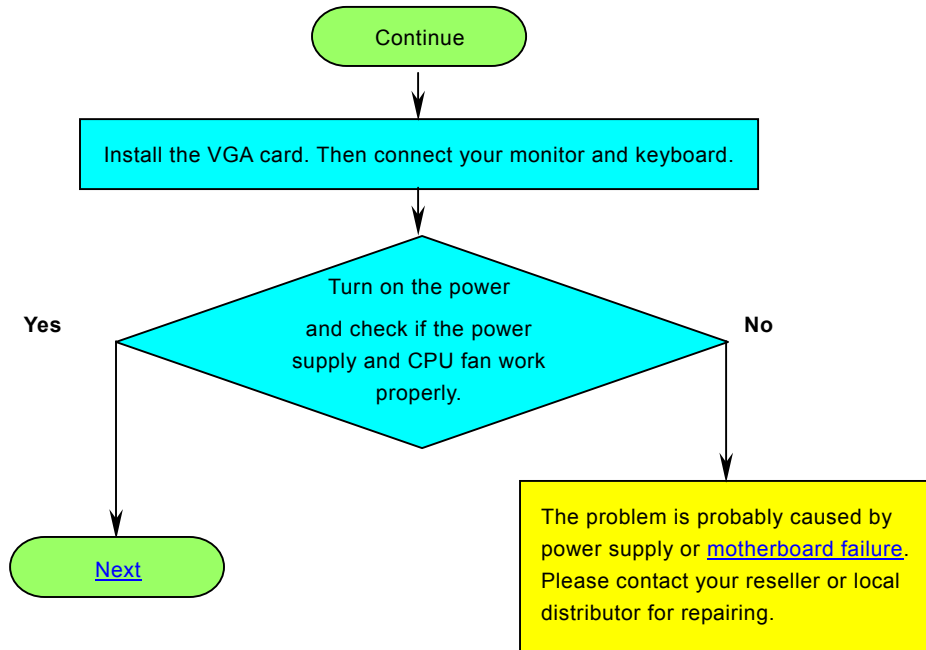 Continue
Install the VGA card. Then connect your monitor and keyboard.
Turn on the power
and check if the power
supply and CPU fan work
properly.
Yes
No
Next
The problem is probably caused by
power supply or motherboard failure.
Please contact your reseller or local
distributor for repairing.